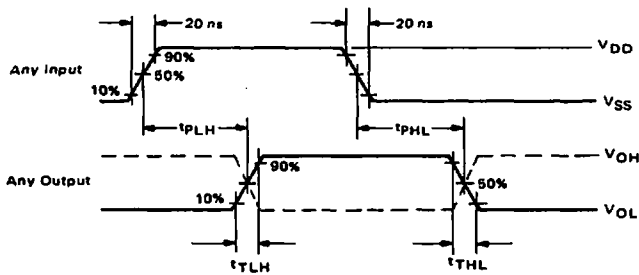 20 ns 20 ns
90% VDD
Any Input 50%
10% VSS
tPLH tPHL
VOH
Any Output 90% 50%
10% VOL
tTLH tTHL